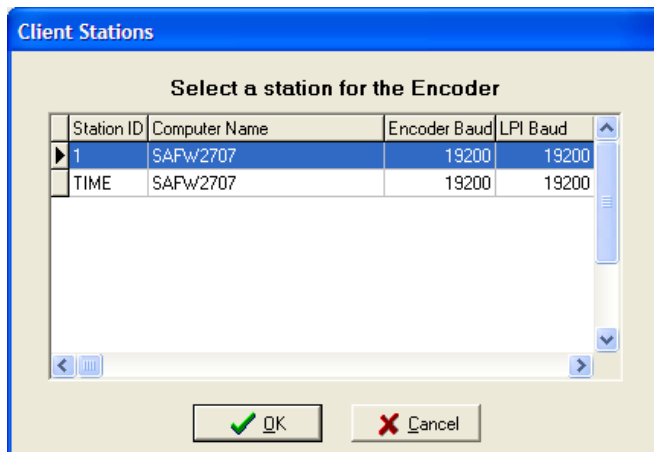 Client Stations
Select a station for the Encoder
Station ID Computer Name Encoder Baud LPI Baud
1 SAFW2707 19200 19200
TIME SAFW2707 19200 19200
OK Cancel